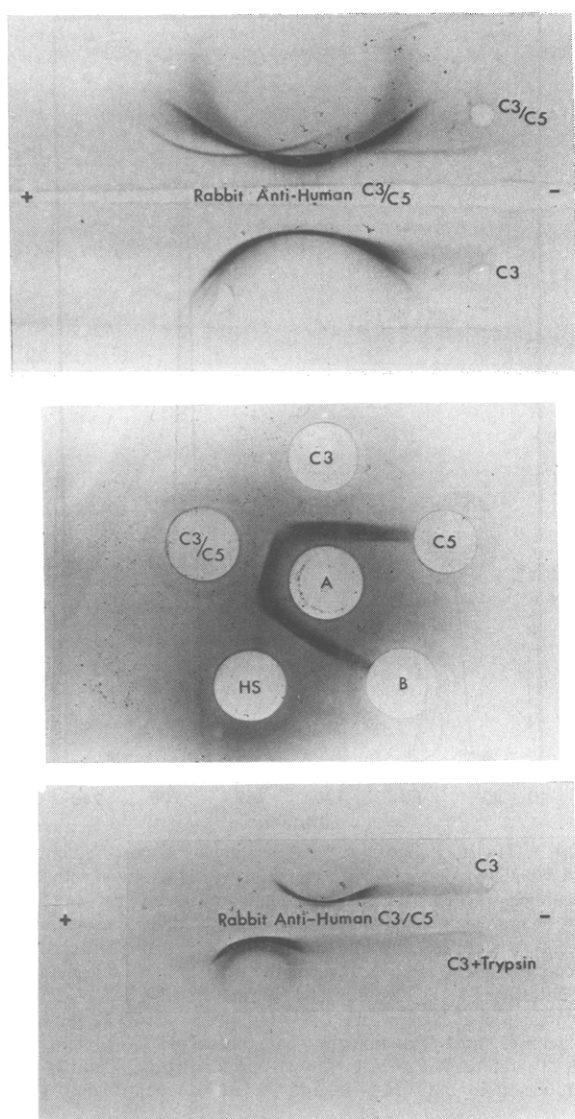 C3/C5
+ Rabbit Anti-Human C3/C5 -
C3
C3
C3/C5
C5
A
HS
B
C3
+ Rabbit Anti-Human C3/C5 -
C3+Trypsin